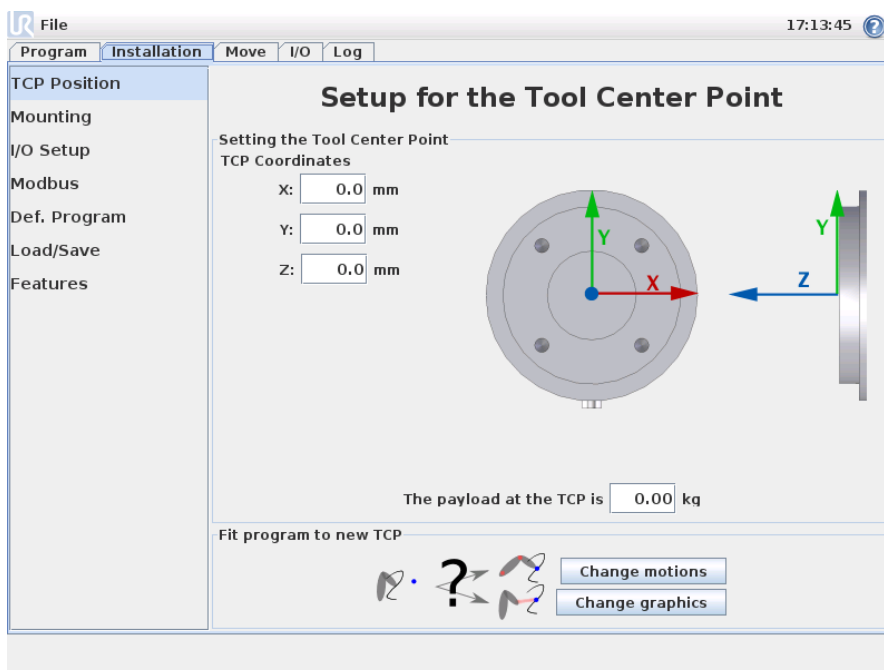 UR File 17:13:45 ?
Program Installation Move I/O Log
TCP Position
Mounting
I/O Setup
Modbus
Def. Program
Load/Save
Features
Setup for the Tool Center Point
Setting the Tool Center Point
TCP Coordinates
X: 0.0 mm
Y: 0.0 mm
Z: 0.0 mm
Y
X
Y
Z
The payload at the TCP is 0.00 kg
Fit program to new TCP
?
Change motions
Change graphics